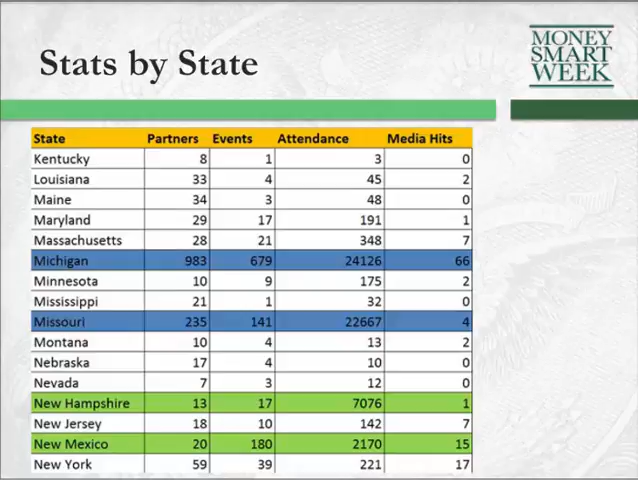 Stats by State
MONEY
SMART
WEEK
State Partners Events Attendance Media Hits
Kentucky 8 1 3 0
Louisiana 33 4 45 2
Maine 34 3 48 0
Maryland 29 17 191 1
Massachusetts 28 21 348 7
Michigan 983 679 24126 66
Minnesota 10 9 175 2
Mississippi 21 1 32 0
Missouri 235 141 22667 4
Montana 10 4 13 2
Nebraska 17 4 10 0
Nevada 7 3 12 0
New Hampshire 13 17 7076 1
New Jersey 18 10 142 7
New Mexico 20 180 2170 15
New York 59 39 221 17